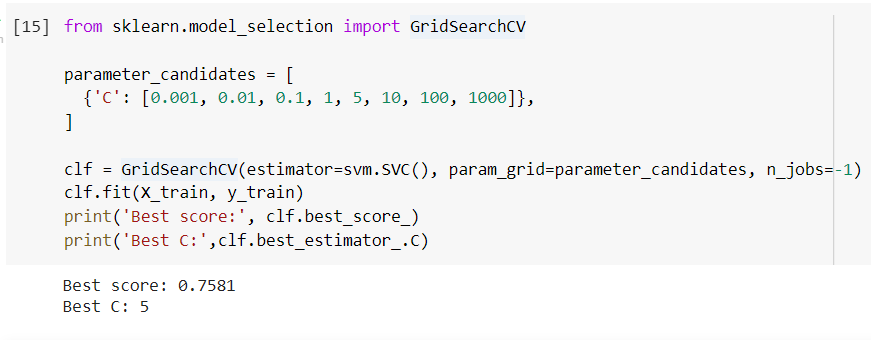 [15] from sklearn.model_selection import GridSearchCV
parameter_candidates = [
  {'C': [0.001, 0.01, 0.1, 1, 5, 10, 100, 1000]},
]
clf = GridSearchCV(estimator=svm.SVC(), param_grid=parameter_candidates, n_jobs=-1)
clf.fit(X_train, y_train)
print('Best score:', clf.best_score_)
print('Best C:',clf.best_estimator_.C)
Best score: 0.7581
Best C: 5